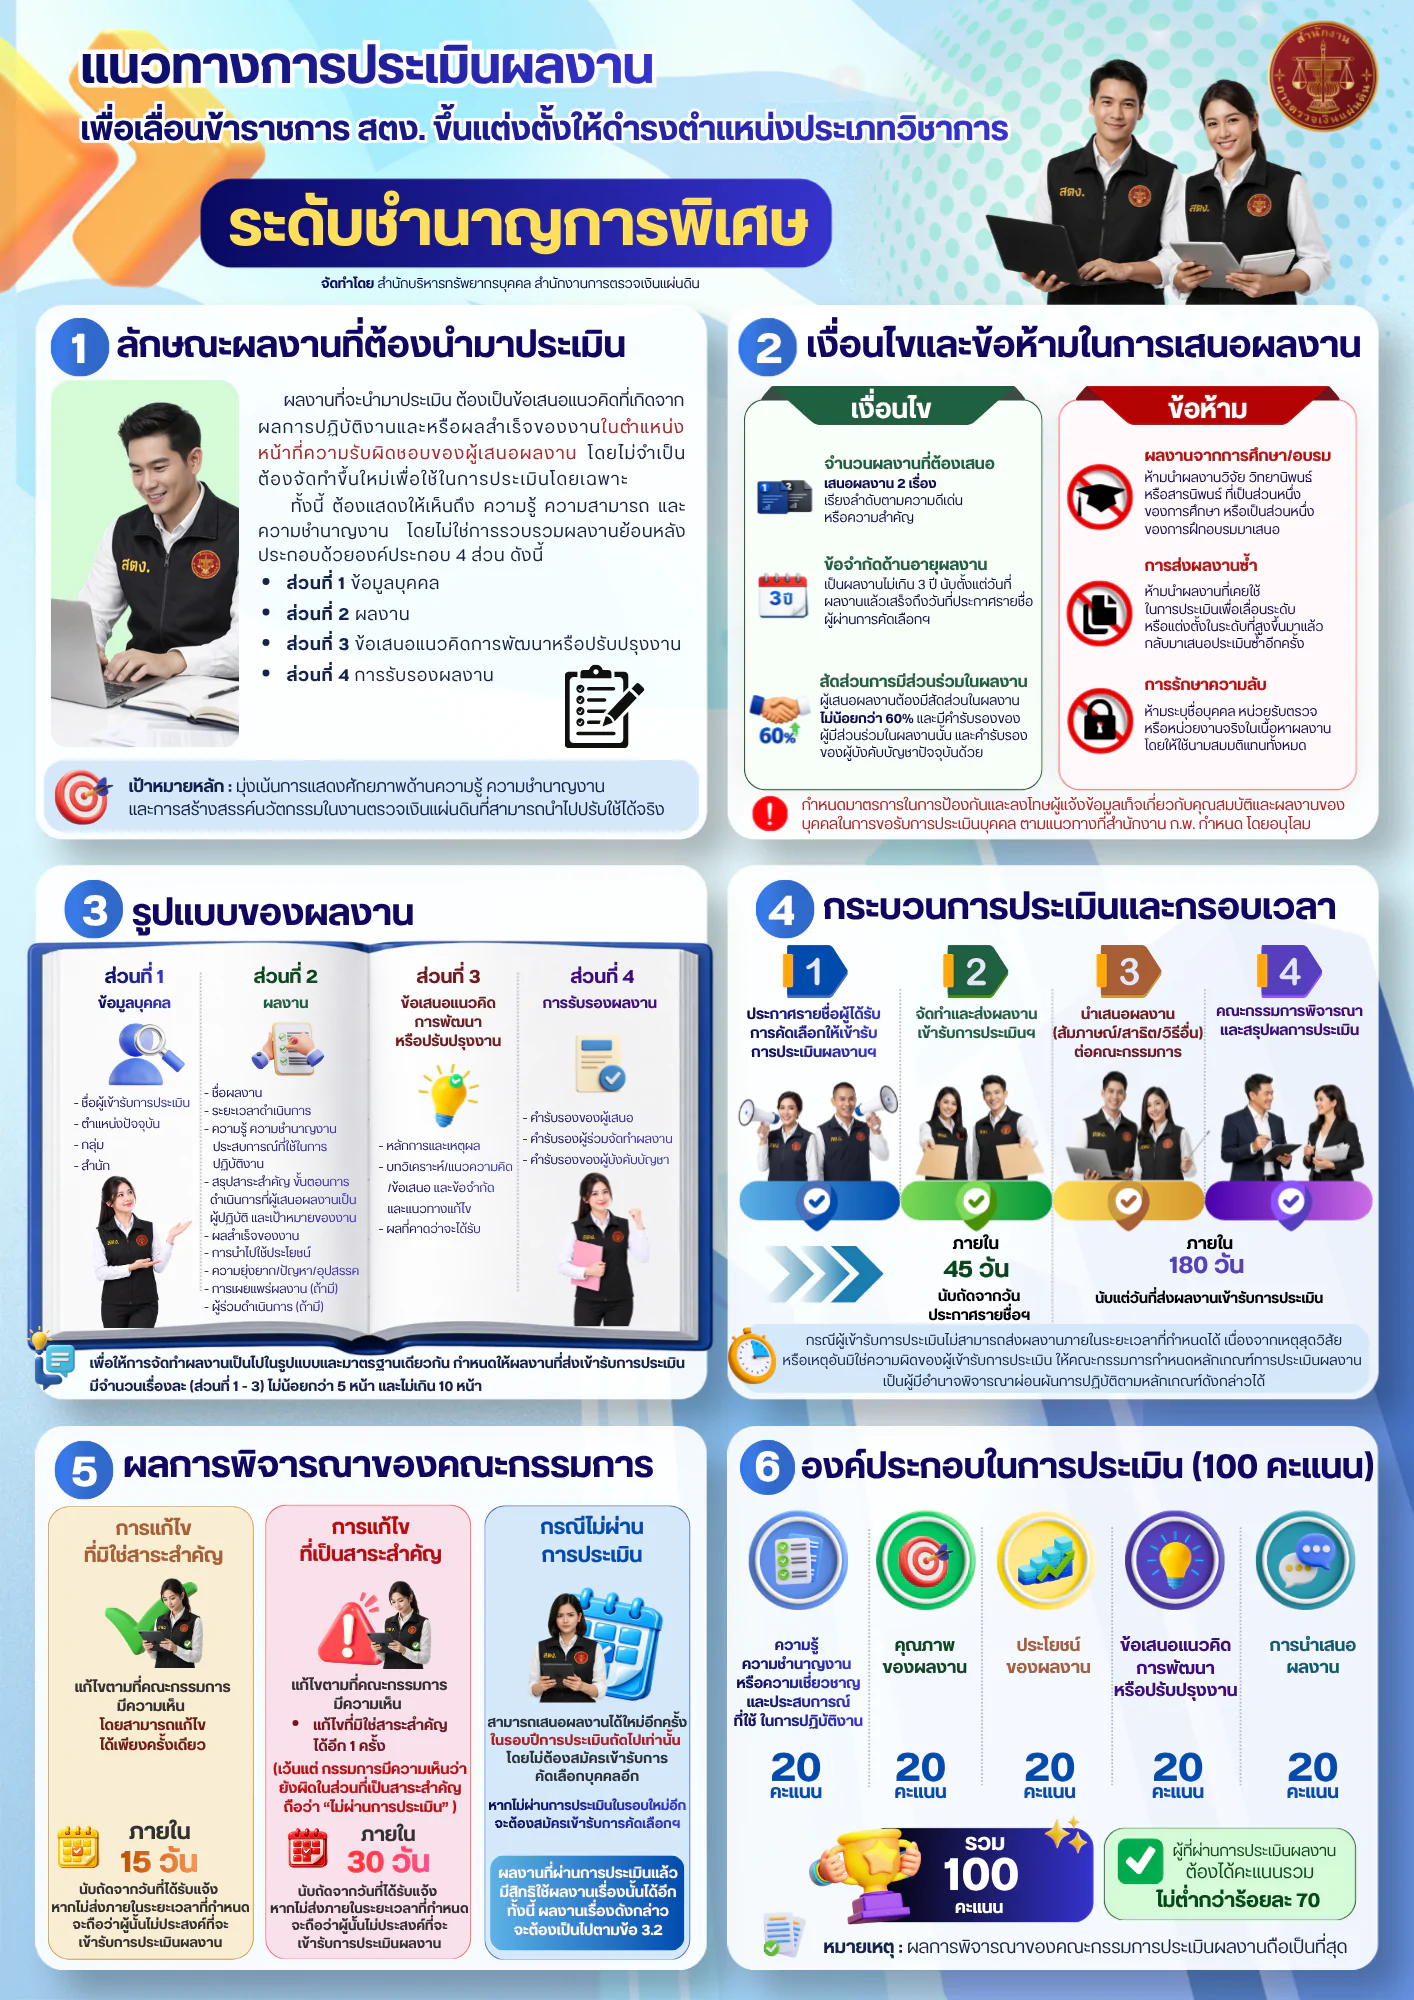 แนวทางการประเมินผลงาน
เพื่อเลื่อนข้าราชการ สตง. ขึ้นแต่งตั้งให้ดำรงตำแหน่งประเภทวิชาการ
ระดับชำนาญการพิเศษ
จัดทำโดย สำนักบริหารทรัพยากรบุคคล สำนักงานการตรวจเงินแผ่นดิน
สำนักงาน
การตรวจเงินแผ่นดิน
สตง.
สตง.
1 ลักษณะผลงานที่ต้องนำมาประเมิน
ผลงานที่จะนำมาประเมิน ต้องเป็นข้อเสนอแนวคิดที่เกิดจาก
ผลการปฏิบัติงานและหรือผลสำเร็จของงานในตำแหน่ง
หน้าที่ความรับผิดชอบของผู้เสนอผลงาน โดยไม่จำเป็น
ต้องจัดทำขึ้นใหม่เพื่อใช้ในการประเมินโดยเฉพาะ
ทั้งนี้ ต้องแสดงให้เห็นถึง ความรู้ ความสามารถ และ
ความชำนาญงาน โดยไม่ใช่การรวบรวมผลงานย้อนหลัง
ประกอบด้วยองค์ประกอบ 4 ส่วน ดังนี้
• ส่วนที่ 1 ข้อมูลบุคคล
• ส่วนที่ 2 ผลงาน
• ส่วนที่ 3 ข้อเสนอแนวคิดการพัฒนาหรือปรับปรุงงาน
• ส่วนที่ 4 การรับรองผลงาน
สตง.
เป้าหมายหลัก : มุ่งเน้นการแสดงศักยภาพด้านความรู้ ความชำนาญงาน
และการสร้างสรรค์นวัตกรรมในงานตรวจเงินแผ่นดินที่สามารถนำไปปรับใช้ได้จริง
2 เงื่อนไขและข้อห้ามในการเสนอผลงาน
เงื่อนไข
1 2
จำนวนผลงานที่ต้องเสนอ
เสนอผลงาน 2 เรื่อง
เรียงลำดับตามความดีเด่น
หรือความสำคัญ
3ปี
ข้อจำกัดด้านอายุผลงาน
เป็นผลงานไม่เกิน 3 ปี นับตั้งแต่วันที่
ผลงานแล้วเสร็จถึงวันที่ประกาศรายชื่อ
ผู้ผ่านการคัดเลือกฯ
60%
สัดส่วนการมีส่วนร่วมในผลงาน
ผู้เสนอผลงานต้องมีสัดส่วนในผลงาน
ไม่น้อยกว่า 60% และมีคำรับรองของ
ผู้มีส่วนร่วมในผลงานนั้น และคำรับรอง
ของผู้บังคับบัญชาปัจจุบันด้วย
ข้อห้าม
ผลงานจากการศึกษา/อบรม
ห้ามนำผลงานวิจัย วิทยานิพนธ์
หรือสารนิพนธ์ ที่เป็นส่วนหนึ่ง
ของการศึกษา หรือเป็นส่วนหนึ่ง
ของการฝึกอบรมมาเสนอ
การส่งผลงานซ้ำ
ห้ามนำผลงานที่เคยใช้
ในการประเมินเพื่อเลื่อนระดับ
หรือแต่งตั้งในระดับที่สูงขึ้นมาแล้ว
กลับมาเสนอประเมินซ้ำอีกครั้ง
การรักษาความลับ
ห้ามระบุชื่อบุคคล หน่วยรับตรวจ
หรือหน่วยงานจริงในเนื้อหาผลงาน
โดยให้ใช้นามสมมติแทนทั้งหมด
กำหนดมาตรการในการป้องกันและลงโทษผู้แจ้งข้อมูลเท็จเกี่ยวกับคุณสมบัติและผลงานของ
บุคคลในการขอรับการประเมินบุคคล ตามแนวทางที่สำนักงาน ก.พ. กำหนด โดยอนุโลม
3 รูปแบบของผลงาน
ส่วนที่ 1
ข้อมูลบุคคล
- ชื่อผู้เข้ารับการประเมิน
- ตำแหน่งปัจจุบัน
- กลุ่ม
- สำนัก
ส่วนที่ 2
ผลงาน
- ชื่อผลงาน
- ระยะเวลาดำเนินการ
- ความรู้ ความชำนาญงาน
ประสบการณ์ที่ใช้ในการ
ปฏิบัติงาน
- สรุปสาระสำคัญ ขั้นตอนการ
ดำเนินการที่ผู้เสนอผลงานเป็น
ผู้ปฏิบัติ และเป้าหมายของงาน
- ผลสำเร็จของงาน
- การนำไปใช้ประโยชน์
- ความยุ่งยาก/ปัญหา/อุปสรรค
- การเผยแพร่ผลงาน (ถ้ามี)
- ผู้ร่วมดำเนินการ (ถ้ามี)
ส่วนที่ 3
ข้อเสนอแนวคิด
การพัฒนา
หรือปรับปรุงงาน
- หลักการและเหตุผล
- บทวิเคราะห์/แนวความคิด
/ข้อเสนอ และข้อจำกัด
และแนวทางแก้ไข
- ผลที่คาดว่าจะได้รับ
ส่วนที่ 4
การรับรองผลงาน
- คำรับรองของผู้เสนอ
- คำรับรองผู้ร่วมจัดทำผลงาน
- คำรับรองของผู้บังคับบัญชา
เพื่อให้การจัดทำผลงานเป็นไปในรูปแบบและมาตรฐานเดียวกัน กำหนดให้ผลงานที่ส่งเข้ารับการประเมิน
มีจำนวนเรื่องละ (ส่วนที่ 1 - 3) ไม่น้อยกว่า 5 หน้า และไม่เกิน 10 หน้า
4 กระบวนการประเมินและกรอบเวลา
1
ประกาศรายชื่อผู้ได้รับ
การคัดเลือกให้เข้ารับ
การประเมินผลงานฯ
2
จัดทำและส่งผลงาน
เข้ารับการประเมินฯ
3
นำเสนอผลงาน
(สัมภาษณ์/สาธิต/วิธีอื่น)
ต่อคณะกรรมการ
4
คณะกรรมการพิจารณา
และสรุปผลการประเมิน
ภายใน
45 วัน
นับถัดจากวัน
ประกาศรายชื่อฯ
ภายใน
180 วัน
นับแต่วันที่ส่งผลงานเข้ารับการประเมิน
กรณีผู้เข้ารับการประเมินไม่สามารถส่งผลงานภายในระยะเวลาที่กำหนดได้ เนื่องจากเหตุสุดวิสัย
หรือเหตุอันมิใช่ความผิดของผู้เข้ารับการประเมิน ให้คณะกรรมการกำหนดหลักเกณฑ์การประเมินผลงาน
เป็นผู้มีอำนาจพิจารณาผ่อนผันการปฏิบัติตามหลักเกณฑ์ดังกล่าวได้
5 ผลการพิจารณาของคณะกรรมการ
การแก้ไข
ที่มิใช่สาระสำคัญ
แก้ไขตามที่คณะกรรมการ
มีความเห็น
โดยสามารถแก้ไข
ได้เพียงครั้งเดียว
ภายใน
15 วัน
นับถัดจากวันที่ได้รับแจ้ง
หากไม่ส่งภายในระยะเวลาที่กำหนด
จะถือว่าผู้นั้นไม่ประสงค์ที่จะ
เข้ารับการประเมินผลงาน
การแก้ไข
ที่เป็นสาระสำคัญ
แก้ไขตามที่คณะกรรมการ
มีความเห็น
• แก้ไขที่มิใช่สาระสำคัญ
ได้อีก 1 ครั้ง
(เว้นแต่ กรรมการมีความเห็นว่า
ยังผิดในส่วนที่เป็นสาระสำคัญ
ถือว่า “ไม่ผ่านการประเมิน” )
ภายใน
30 วัน
นับถัดจากวันที่ได้รับแจ้ง
หากไม่ส่งภายในระยะเวลาที่กำหนด
จะถือว่าผู้นั้นไม่ประสงค์ที่จะ
เข้ารับการประเมินผลงาน
กรณีไม่ผ่าน
การประเมิน
สตง.
สามารถเสนอผลงานได้ใหม่อีกครั้ง
ในรอบปีการประเมินถัดไปเท่านั้น
โดยไม่ต้องสมัครเข้ารับการ
คัดเลือกบุคคลอีก
หากไม่ผ่านการประเมินในรอบใหม่อีก
จะต้องสมัครเข้ารับการคัดเลือกฯ
ผลงานที่ผ่านการประเมินแล้ว
มีสิทธิใช้ผลงานเรื่องนั้นได้อีก
ทั้งนี้ ผลงานเรื่องดังกล่าว
จะต้องเป็นไปตามข้อ 3.2
6 องค์ประกอบในการประเมิน (100 คะแนน)
ความรู้
ความชำนาญงาน
หรือความเชี่ยวชาญ
และประสบการณ์
ที่ใช้ ในการปฏิบัติงาน
20
คะแนน
คุณภาพ
ของผลงาน
20
คะแนน
ประโยชน์
ของผลงาน
20
คะแนน
ข้อเสนอแนวคิด
การพัฒนา
หรือปรับปรุงงาน
20
คะแนน
การนำเสนอ
ผลงาน
20
คะแนน
รวม
100
คะแนน
ผู้ที่ผ่านการประเมินผลงาน
ต้องได้คะแนนรวม
ไม่ต่ำกว่าร้อยละ 70
หมายเหตุ : ผลการพิจารณาของคณะกรรมการประเมินผลงานถือเป็นที่สุด